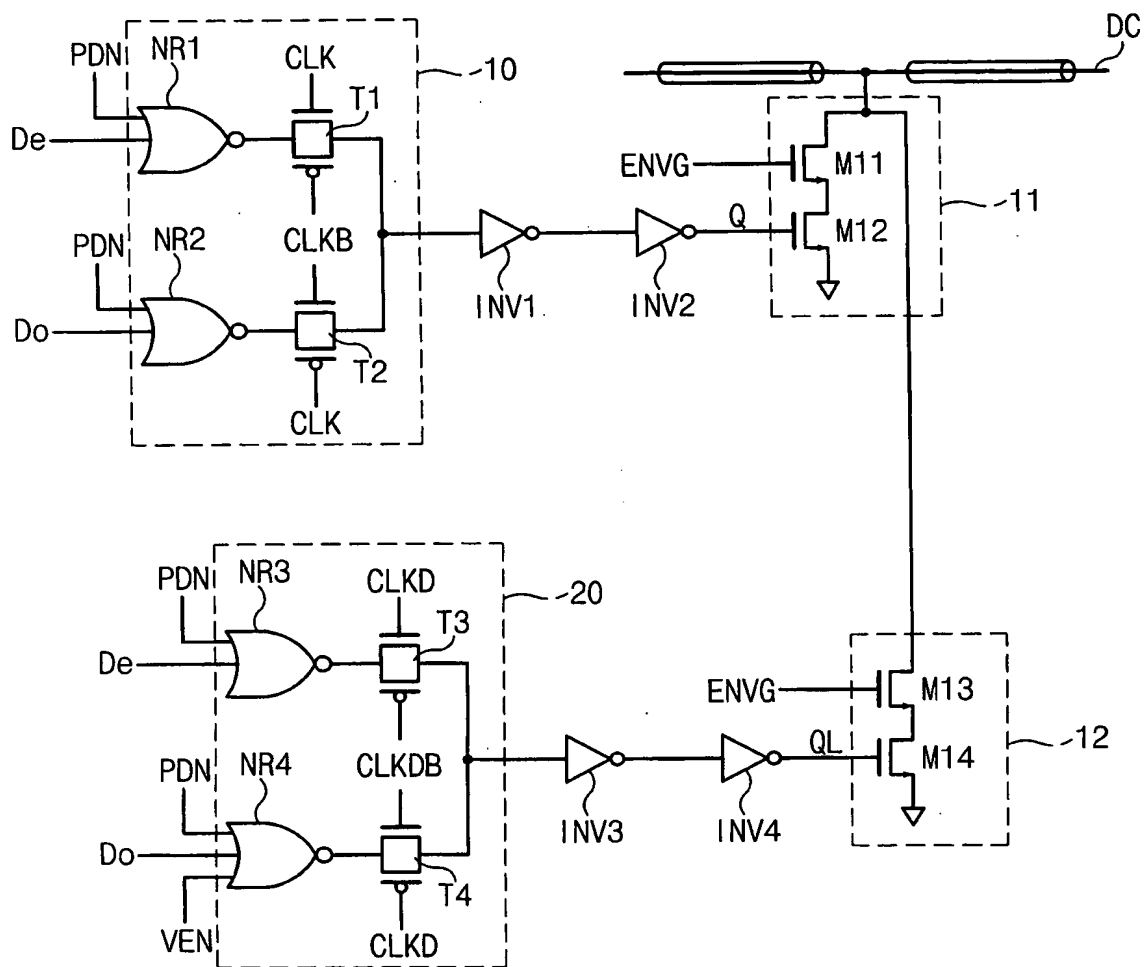 PDN
NR1
CLK
10
De
T1
DC
ENVG
M11
11
PDN
NR2
CLKB
Q
M12
INV1
INV2
Do
T2
CLK
PDN
NR3
CLKD
20
T3
De
ENVG
M13
12
PDN
NR4
CLKDB
QL
M14
INV3
INV4
Do
T4
VEN
CLKD